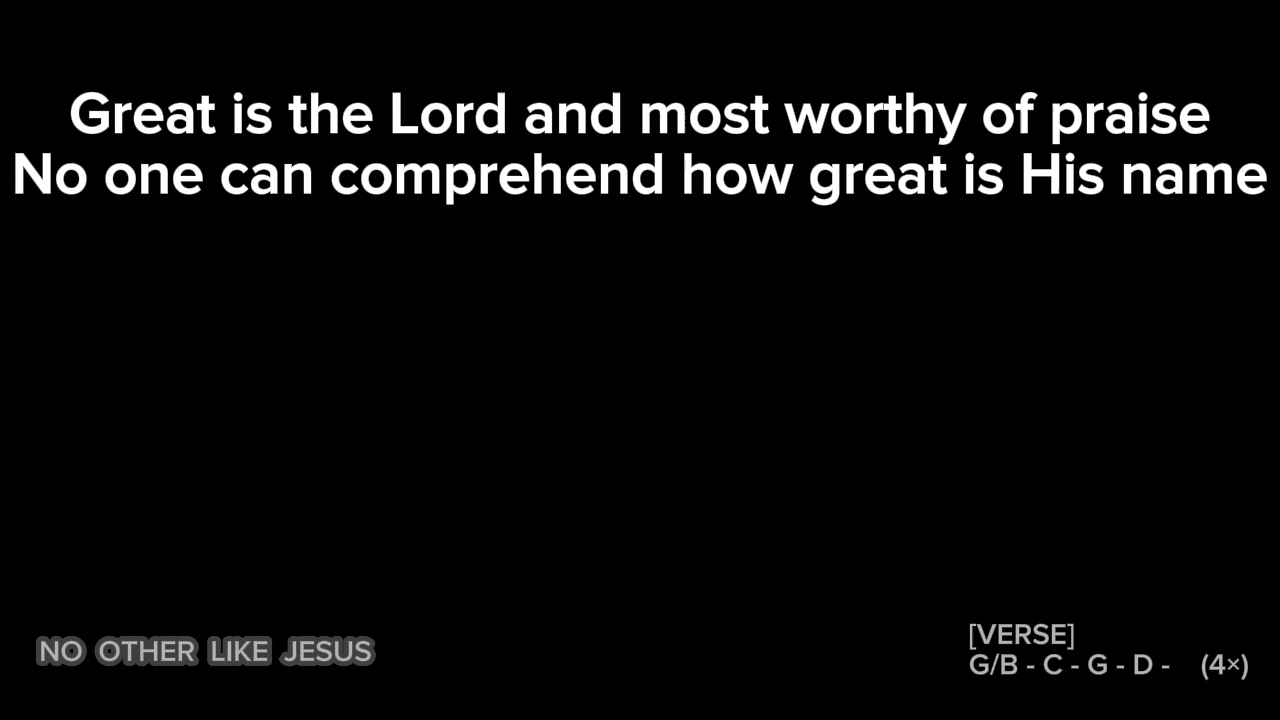 Great is the Lord and most worthy of praise
No one can comprehend how great is His name
NO OTHER LIKE JESUS
[VERSE]
G/B - C - G - D - (4×)